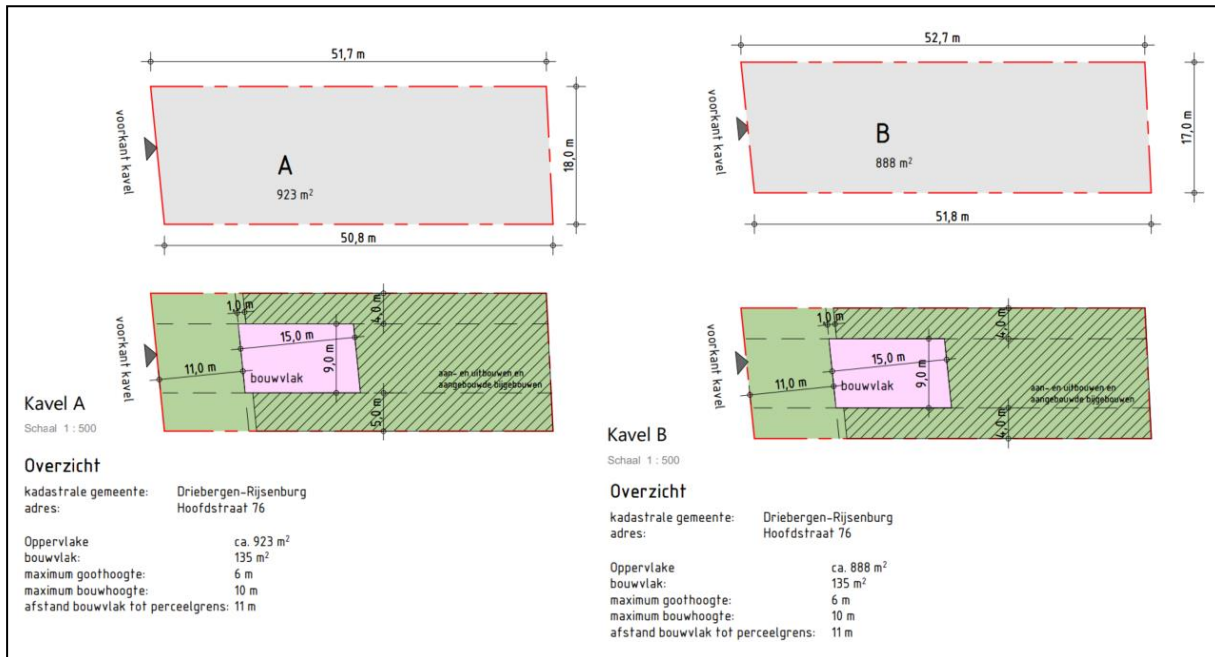 51,7 m
voorkant kavel
A
923 m²
18,0 m
50,8 m
voorkant kavel
1,0 m
4,0 m
15,0 m
9,0 m
11,0 m
bouwvlak
aan- en uitbouwen en
aangebouwde bijgebouwen
5,0 m
Kavel A
Schaal 1 : 500
Overzicht
kadastrale gemeente: Driebergen-Rijsenburg
adres: Hoofdstraat 76
Oppervlake ca. 923 m²
bouwvlak: 135 m²
maximum goothoogte: 6 m
maximum bouwhoogte: 10 m
afstand bouwvlak tot perceelgrens: 11 m
52,7 m
voorkant kavel
B
888 m²
17,0 m
51,8 m
voorkant kavel
1,0 m
4,0 m
15,0 m
9,0 m
11,0 m
bouwvlak
aan- en uitbouwen en
aangebouwde bijgebouwen
4,0 m
Kavel B
Schaal 1 : 500
Overzicht
kadastrale gemeente: Driebergen-Rijsenburg
adres: Hoofdstraat 76
Oppervlake ca. 888 m²
bouwvlak: 135 m²
maximum goothoogte: 6 m
maximum bouwhoogte: 10 m
afstand bouwvlak tot perceelgrens: 11 m